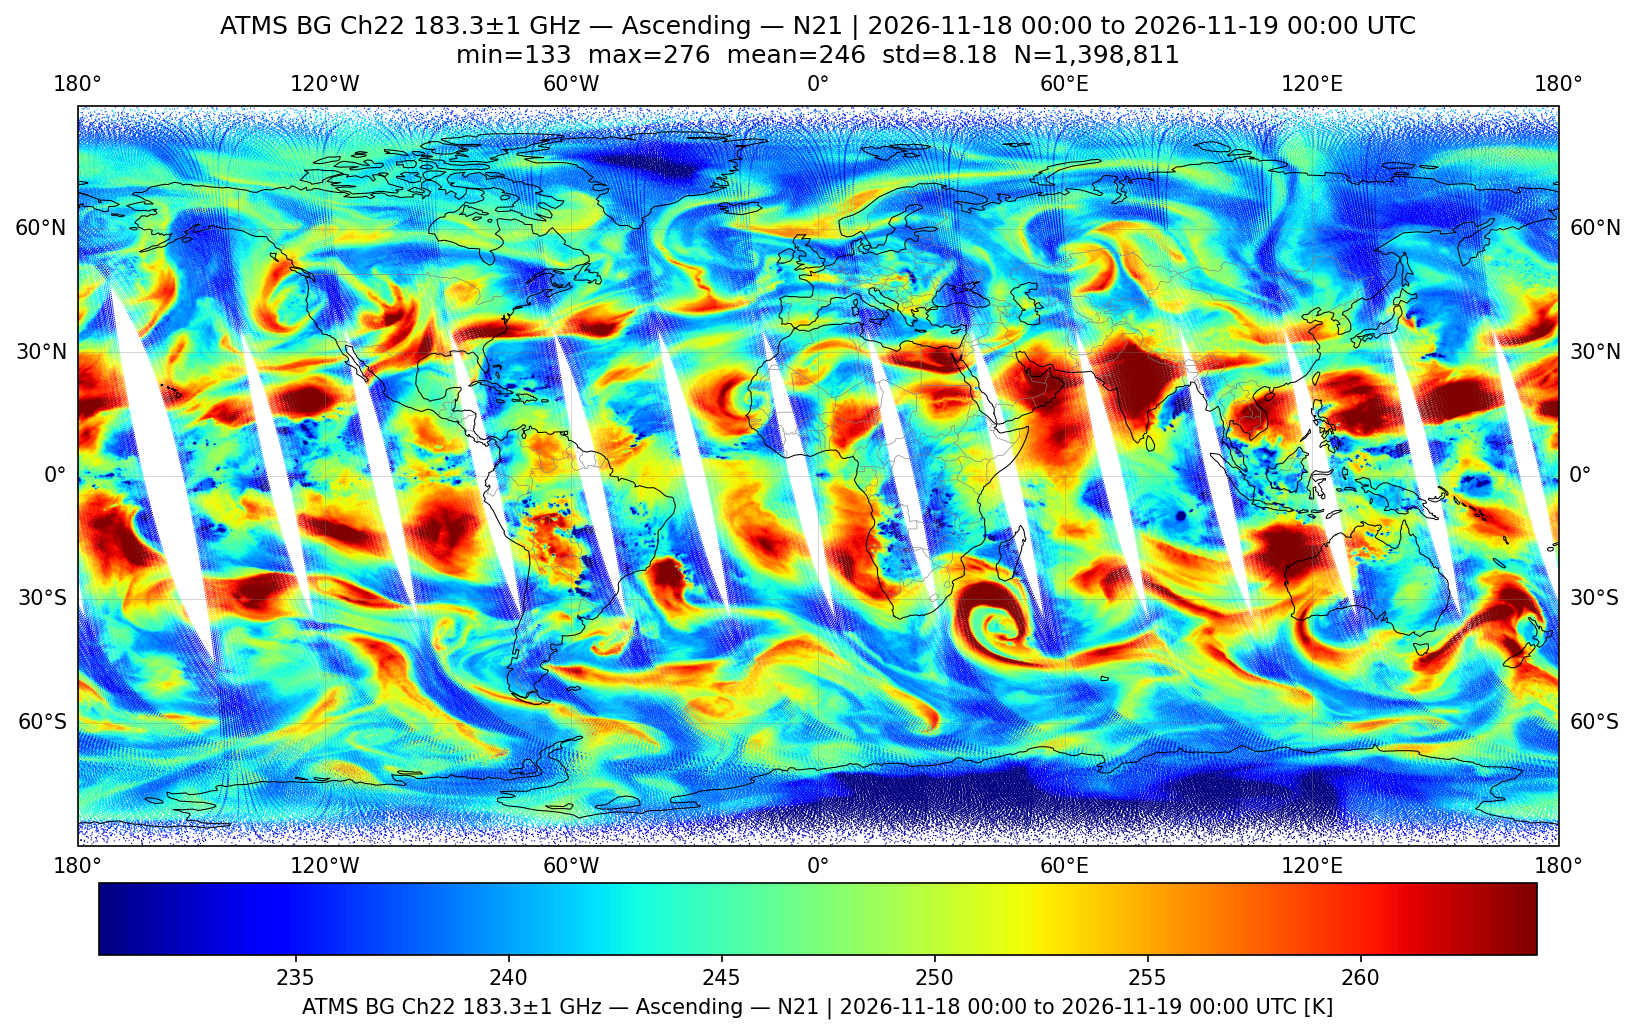 ATMS BG Ch22 183.3±1 GHz — Ascending — N21 | 2026-11-18 00:00 to 2026-11-19 00:00 UTC
min=133 max=276 mean=246 std=8.18 N=1,398,811
180° 120°W 60°W 0° 60°E 120°E 180°
60°N 60°N
30°N 30°N
0° 0°
30°S 30°S
60°S 60°S
180° 120°W 60°W 0° 60°E 120°E 180°
235 240 245 250 255 260
ATMS BG Ch22 183.3±1 GHz — Ascending — N21 | 2026-11-18 00:00 to 2026-11-19 00:00 UTC [K]